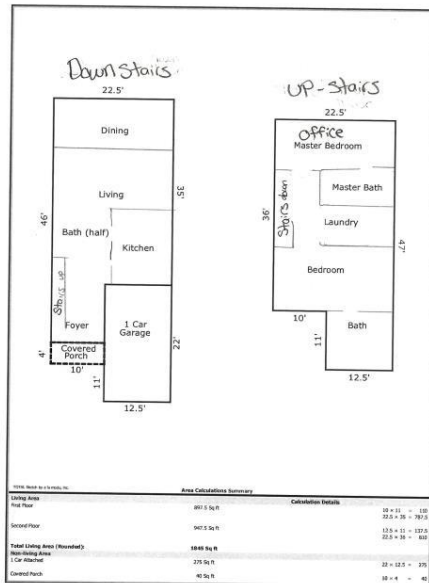 Down Stairs
22.5'
Dining
Living
46'
35'
Bath (half)
Kitchen
Stairs up
Foyer
1 Car
Garage
22'
4'
Covered
Porch
10'
11'
12.5'
UP-Stairs
22.5'
office
Master Bedroom
Master Bath
Stairs down
36'
Laundry
47'
Bedroom
10'
Bath
11'
12.5'
Area Calculations Summary
Living Area
Calculation Details
First Floor
897.5 Sq ft
10 × 11 = 110
22.5 × 35 = 787.5
Second Floor
947.5 Sq ft
12.5 × 11 = 137.5
22.5 × 36 = 810
Total Living Area (Rounded):
1845 Sq ft
Non-living Area
1 Car Attached
275 Sq ft
22 × 12.5 = 275
Covered Porch
40 Sq ft
10 × 4 = 40